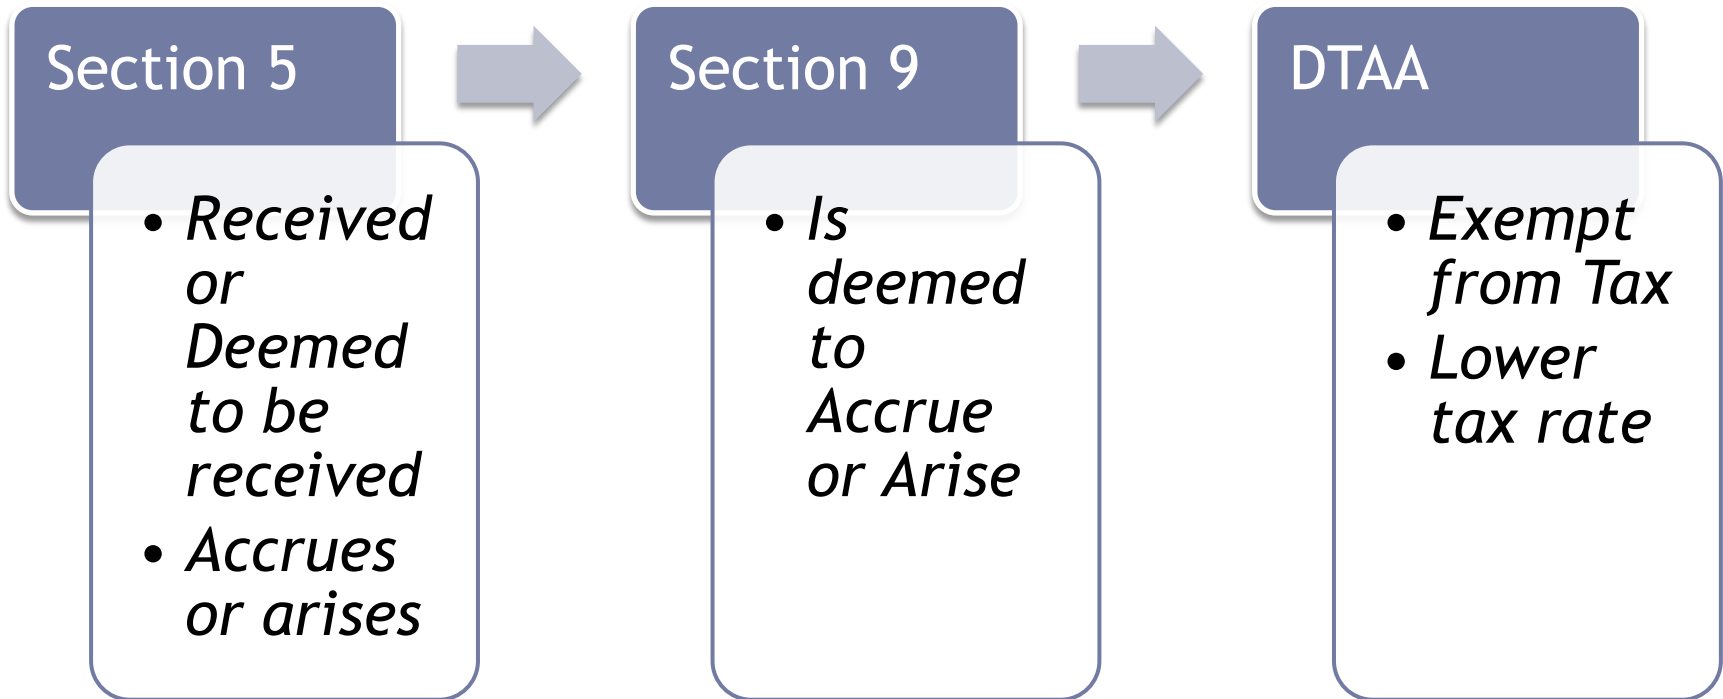 Section 5
• Received
or
Deemed
to be
received
• Accrues
or arises
Section 9
• Is
deemed
to
Accrue
or Arise
DTAA
• Exempt
from Tax
• Lower
tax rate